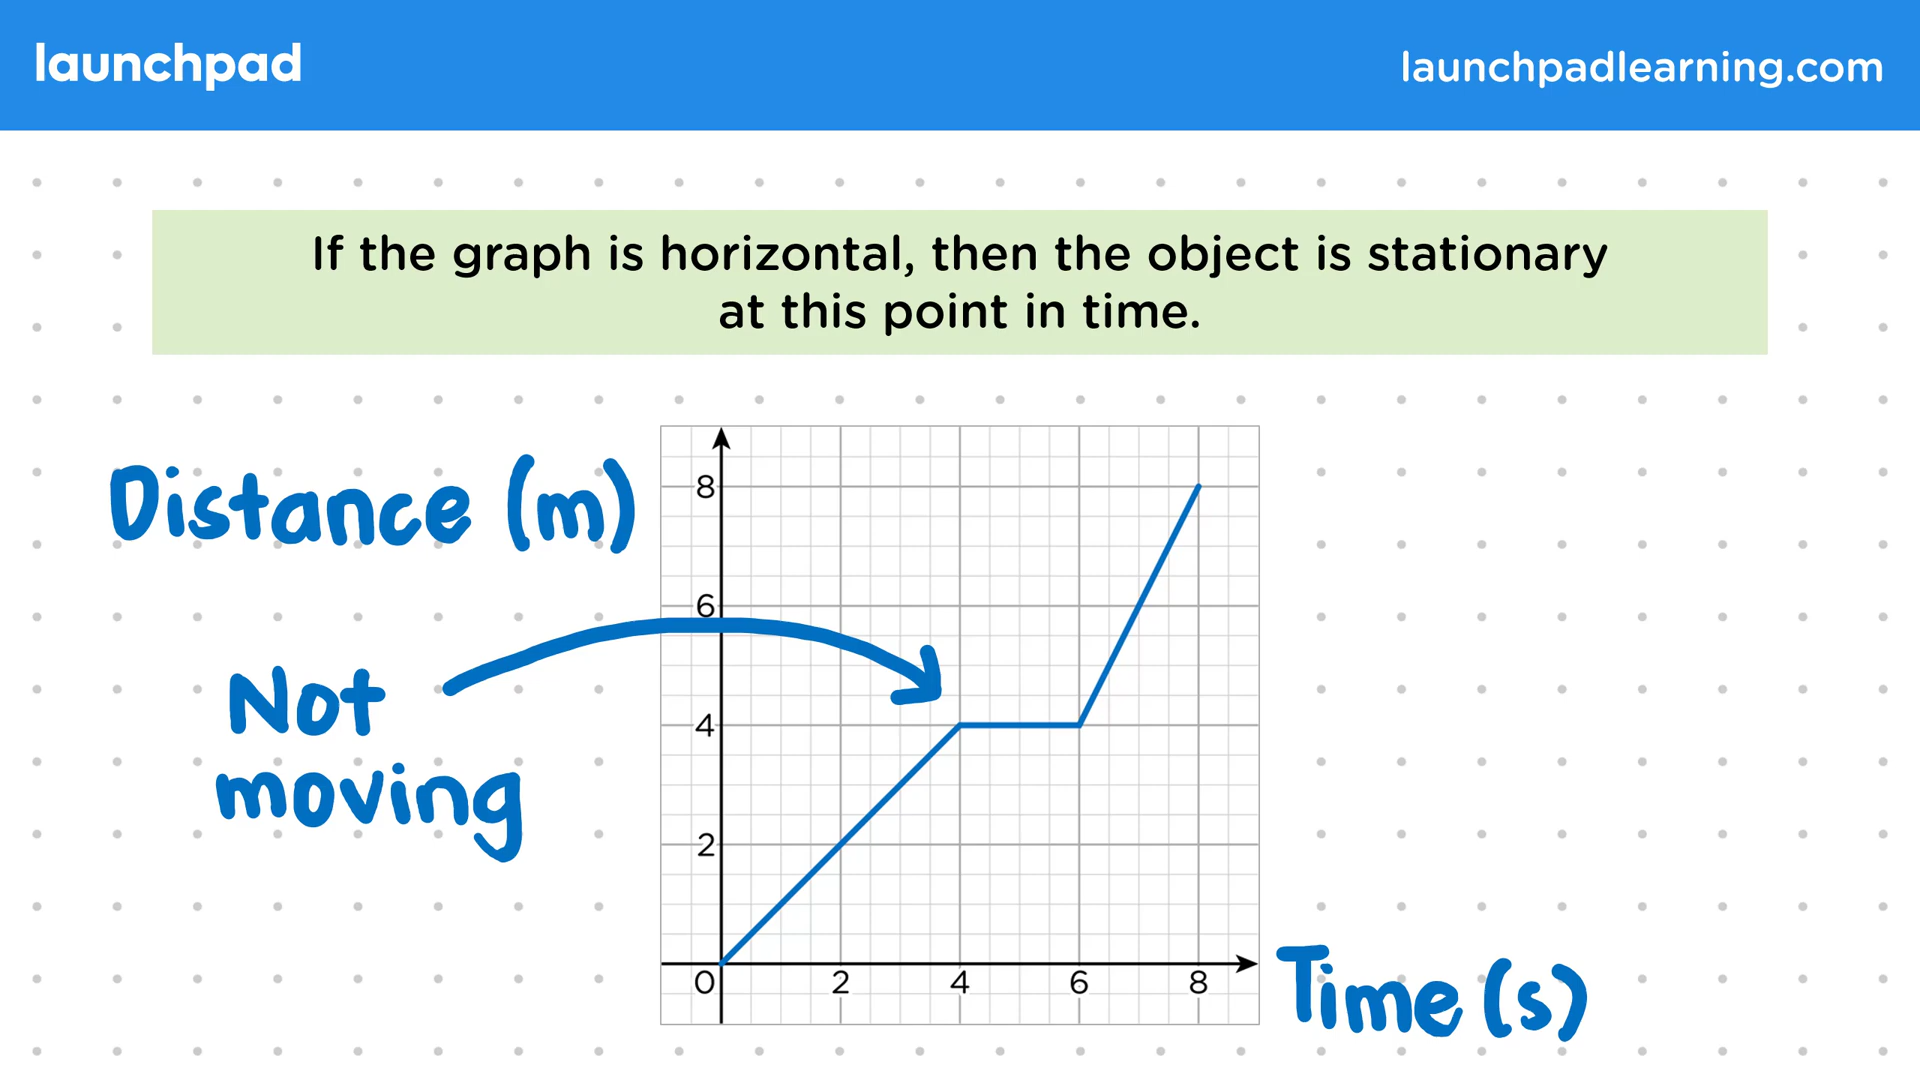 launchpad
launchpadlearning.com
If the graph is horizontal, then the object is stationary
at this point in time.
Distance (m)
8
6
Not
4
moving
2
0 2 4 6 8
Time (s)